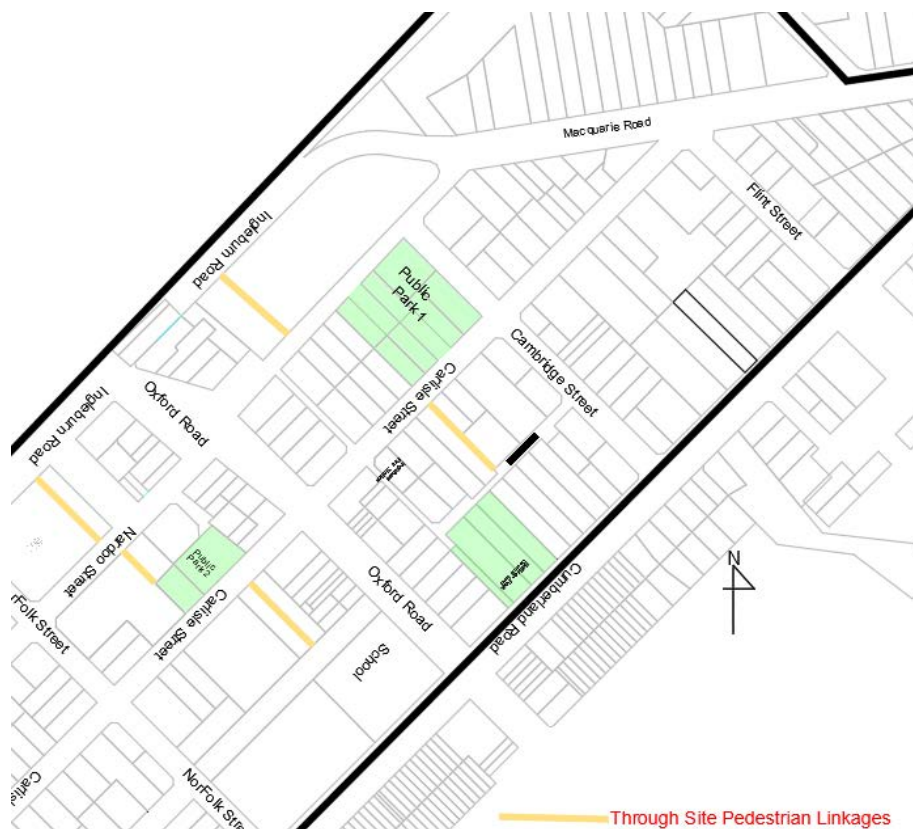 Macquarie Road
Flint Street
Ingleburn Road
Public
Park 1
Cambridge Street
Carlisle Street
Oxford Road
Ingleburn Road
Nardoo Street
Public
Park 2
Oxford Road
Cumberland Road
N
Carlisle Street
NorFolk Street
School
NorFolk Street
Through Site Pedestrian Linkages